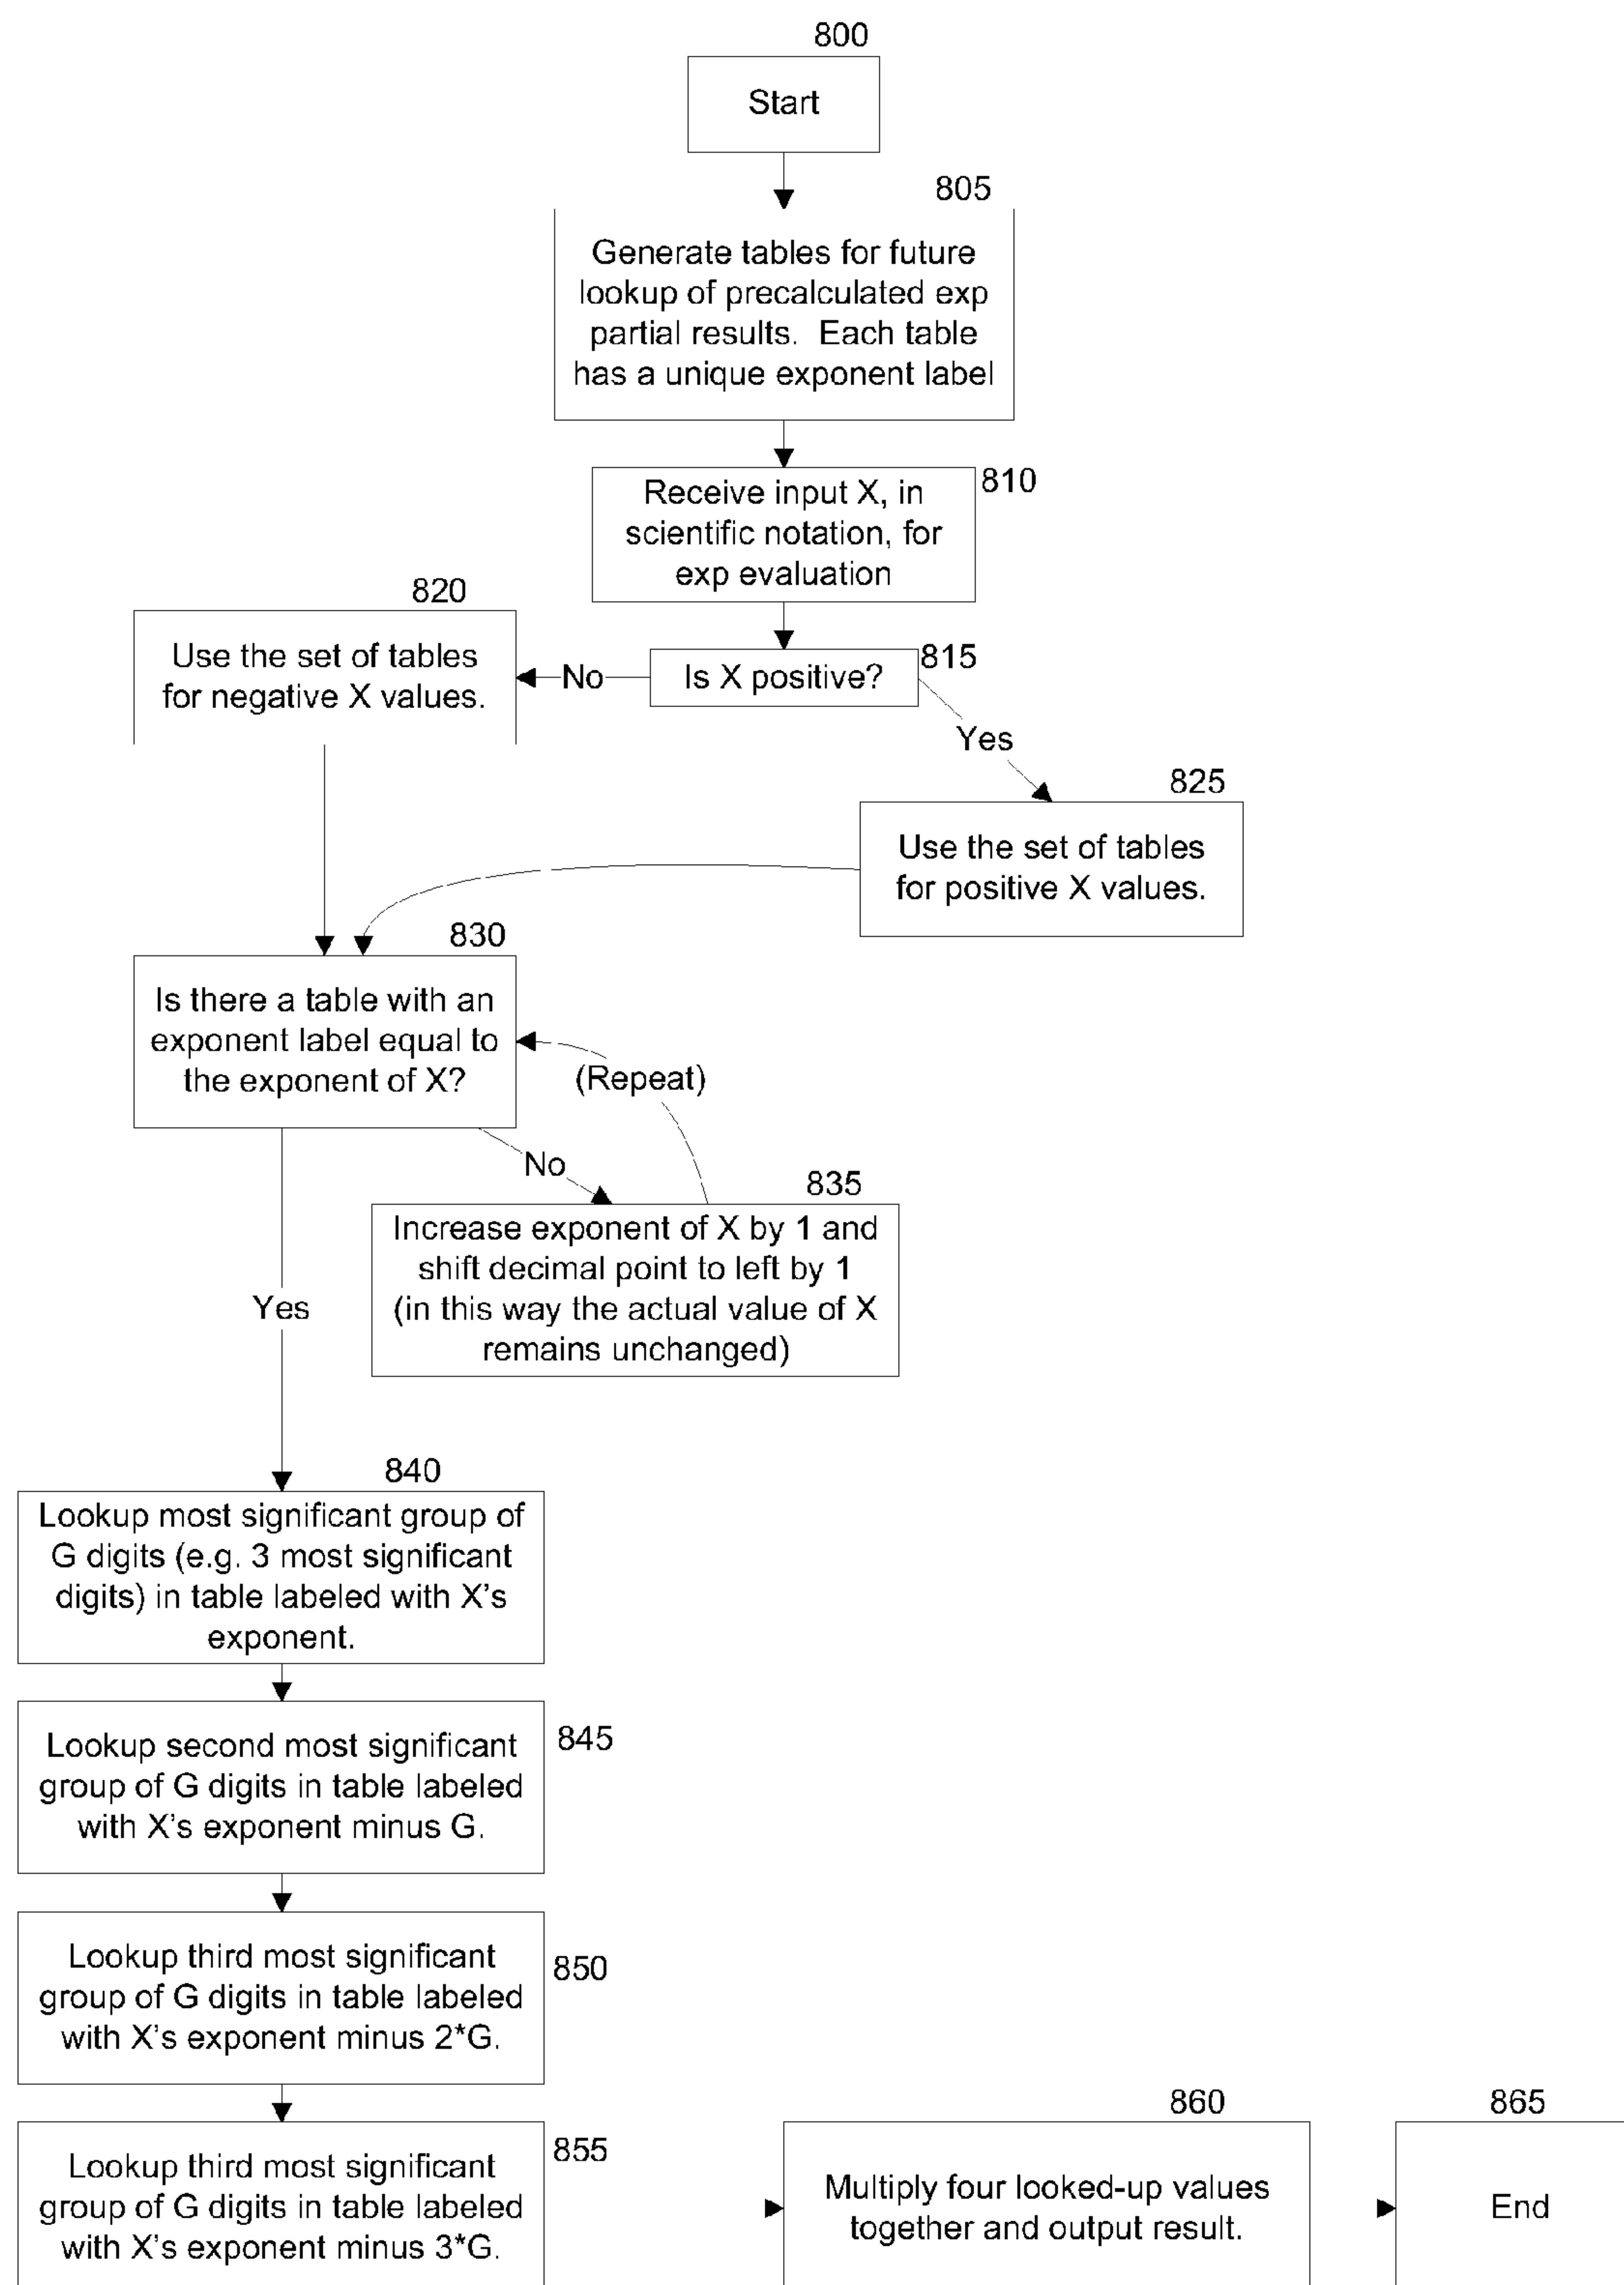 800
Start
805
Generate tables for future
lookup of precalculated exp
partial results. Each table
has a unique exponent label
810
Receive input X, in
scientific notation, for
exp evaluation
815
Is X positive?
No
Yes
820
Use the set of tables
for negative X values.
825
Use the set of tables
for positive X values.
830
Is there a table with an
exponent label equal to
the exponent of X?
(Repeat)
No
Yes
835
Increase exponent of X by 1 and
shift decimal point to left by 1
(in this way the actual value of X
remains unchanged)
840
Lookup most significant group of
G digits (e.g. 3 most significant
digits) in table labeled with X's
exponent.
845
Lookup second most significant
group of G digits in table labeled
with X's exponent minus G.
850
Lookup third most significant
group of G digits in table labeled
with X's exponent minus 2*G.
855
Lookup third most significant
group of G digits in table labeled
with X's exponent minus 3*G.
860
Multiply four looked-up values
together and output result.
865
End